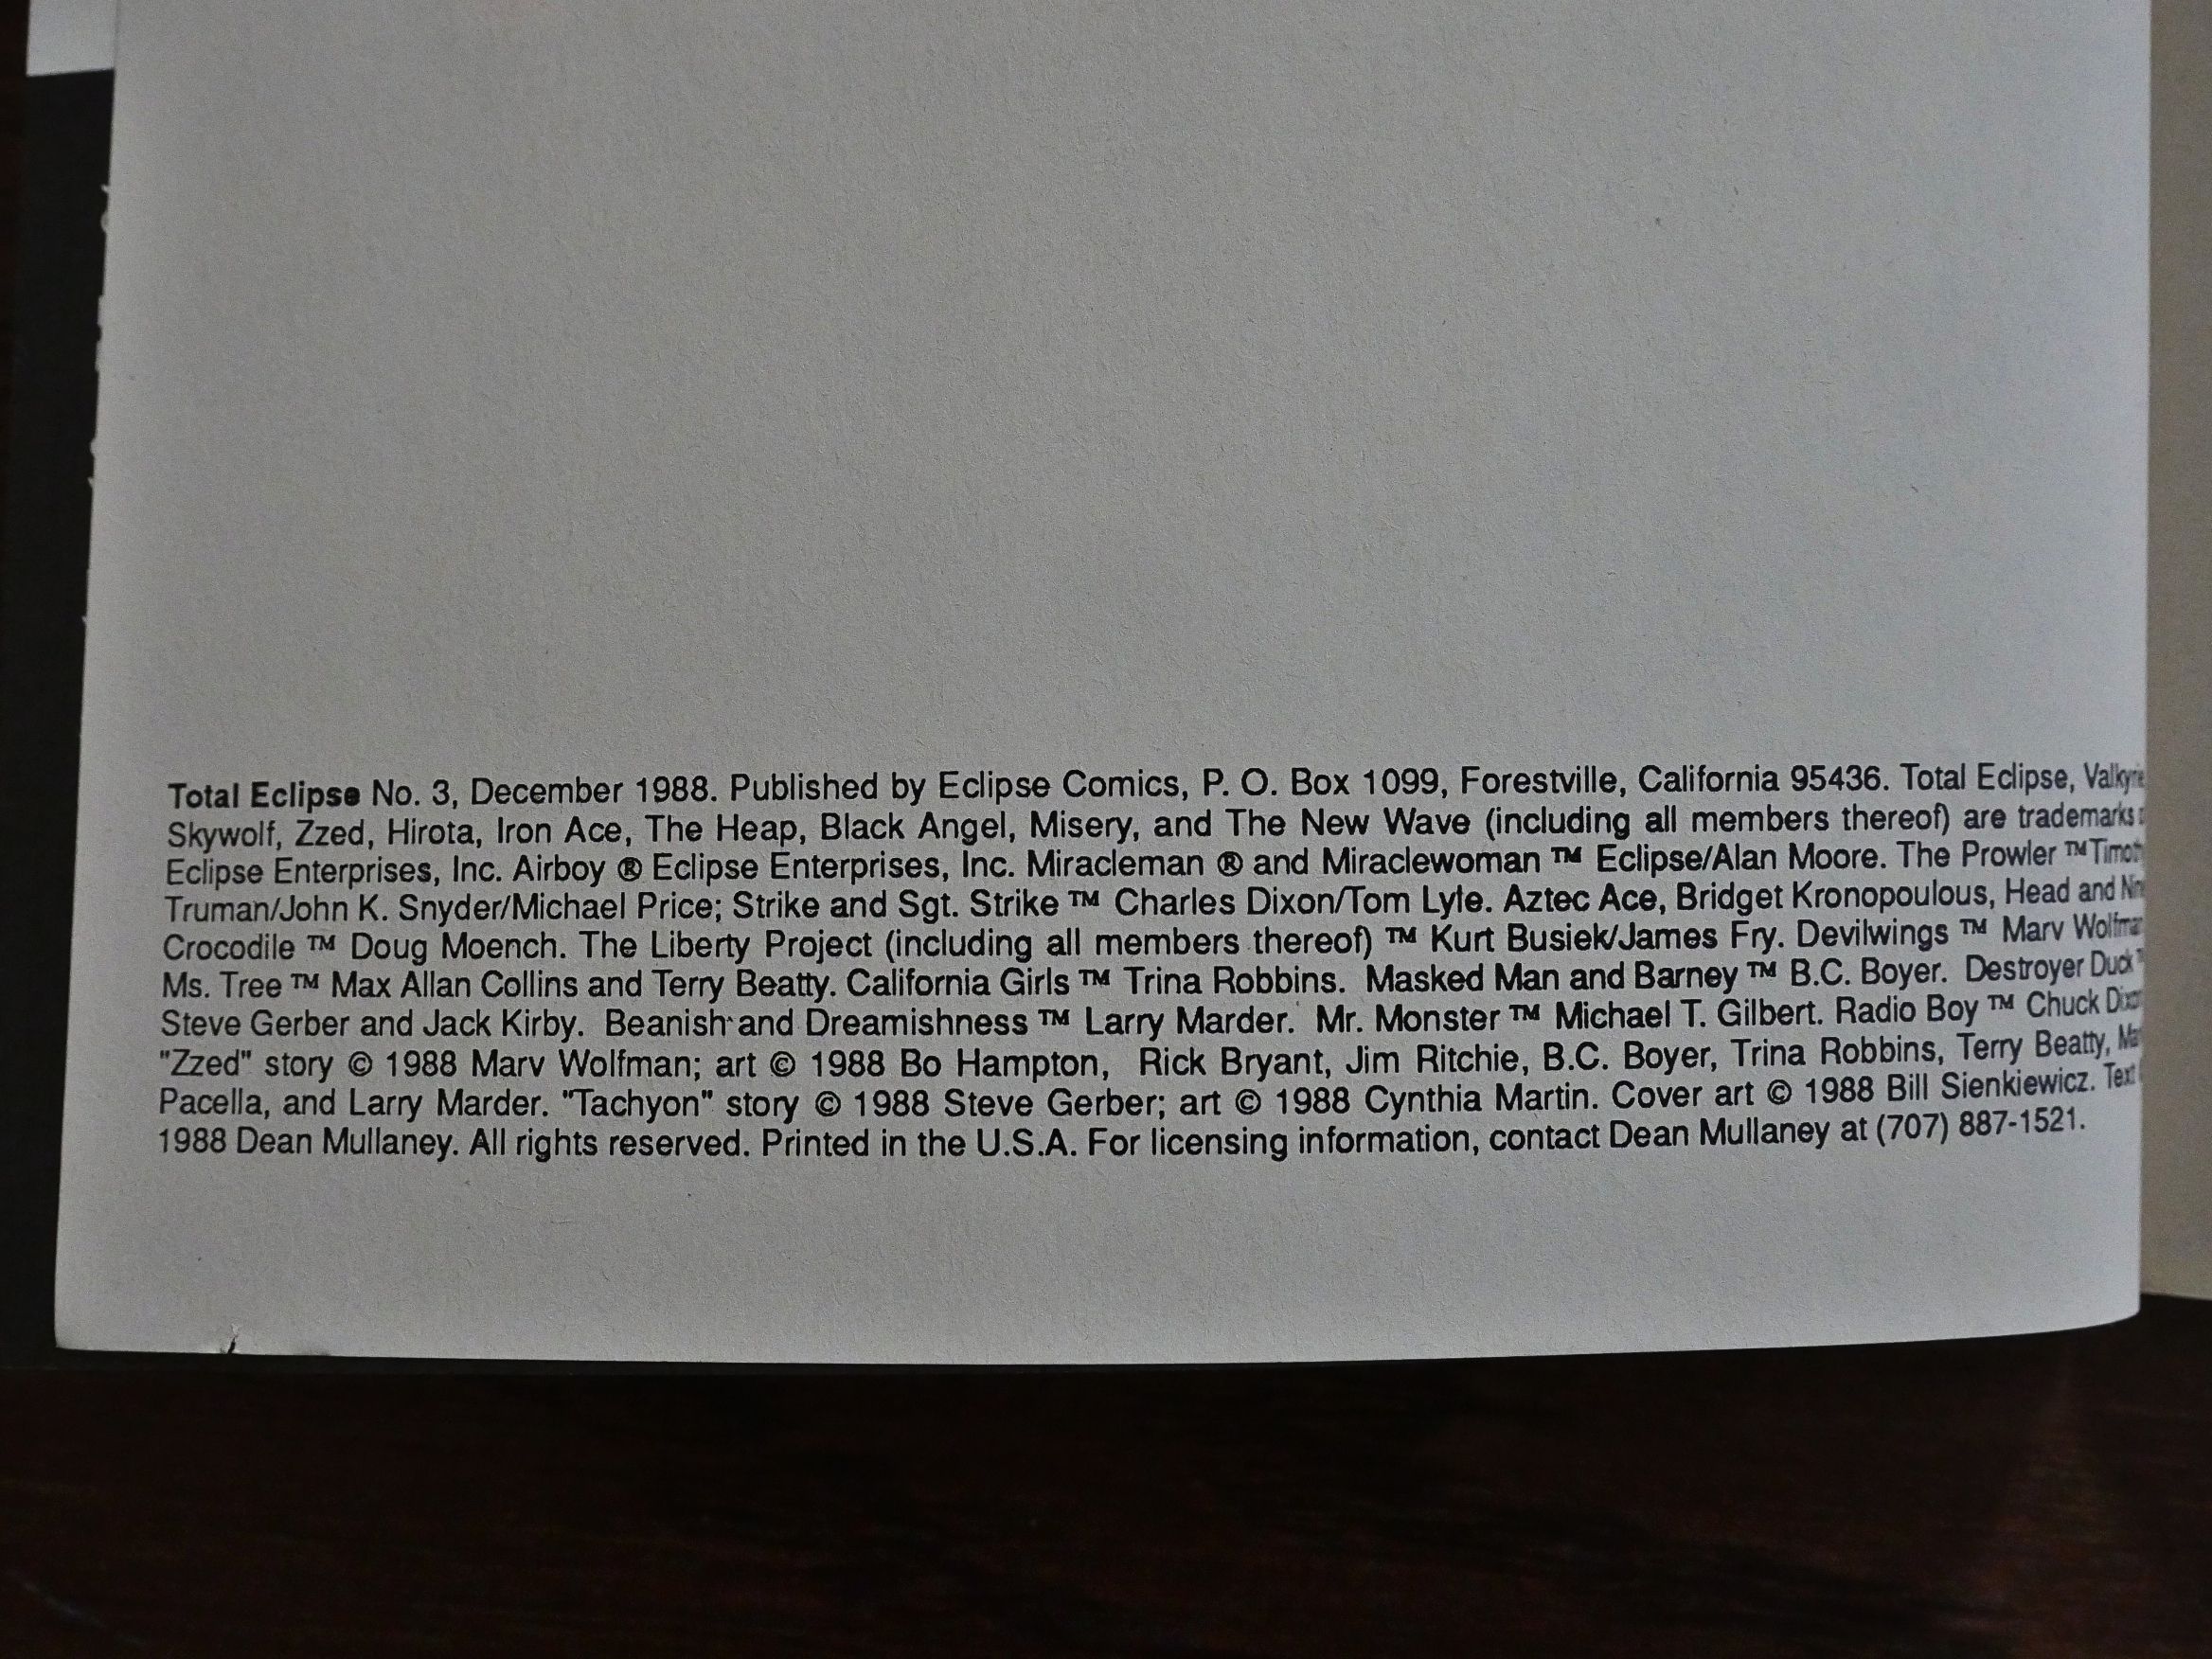 Total Eclipse No. 3, December 1988. Published by Eclipse Comics, P. O. Box 1099, Forestville, California 95436. Total Eclipse,
Skywolf, Zzed, Hirota, Iron Ace, The Heap, Black Angel, Misery, and The New Wave (including all members thereof) are trademarks
Eclipse Enterprises, Inc. Airboy ® Eclipse Enterprises, Inc. Miracleman ® and Miraclewoman ™ Eclipse/Alan Moore. The Prowler ™
Truman/John K. Snyder/Michael Price; Strike and Sgt. Strike ™ Charles Dixon/Tom Lyle. Aztec Ace, Bridget Kronopoulous, Head and
Crocodile ™ Doug Moench. The Liberty Project (including all members thereof) ™ Kurt Busiek/James Fry. Devilwings ™ Marv
Ms. Tree ™ Max Allan Collins and Terry Beatty. California Girls ™ Trina Robbins. Masked Man and Barney ™ B.C. Boyer. Destroyer Duck
Steve Gerber and Jack Kirby. Beanish and Dreamishness ™ Larry Marder. Mr. Monster ™ Michael T. Gilbert. Radio Boy ™ Chuck
"Zzed" story © 1988 Marv Wolfman; art © 1988 Bo Hampton, Rick Bryant, Jim Ritchie, B.C. Boyer, Trina Robbins, Terry Beatty,
Pacella, and Larry Marder. "Tachyon" story © 1988 Steve Gerber; art © 1988 Cynthia Martin. Cover art © 1988 Bill Sienkiewicz. Text
1988 Dean Mullaney. All rights reserved. Printed in the U.S.A. For licensing information, contact Dean Mullaney at (707) 887-1521.